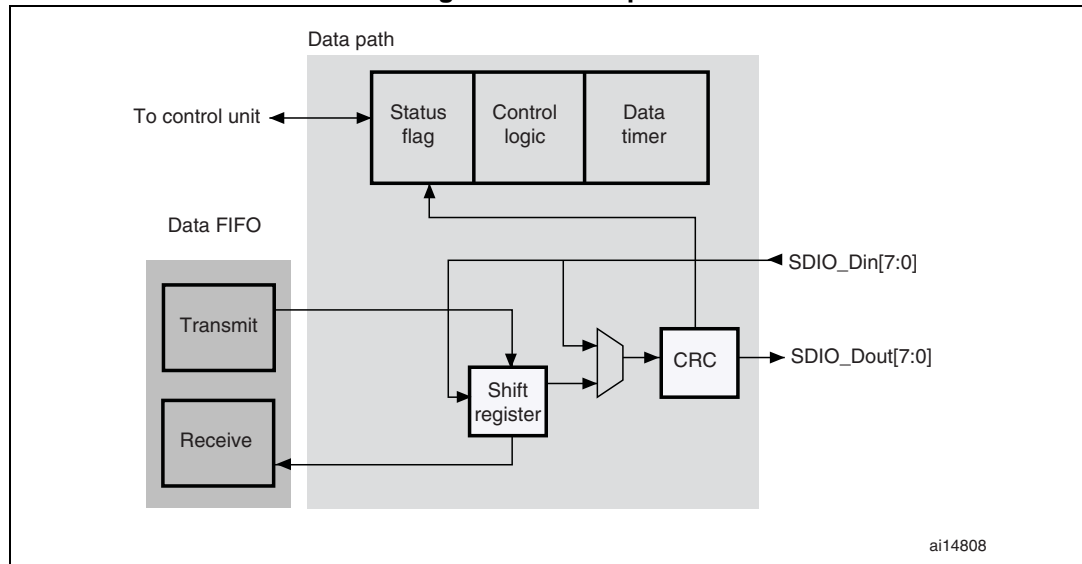 Data path
To control unit
Status
flag
Control
logic
Data
timer
Data FIFO
SDIO_Din[7:0]
Transmit
CRC
SDIO_Dout[7:0]
Shift
register
Receive
ai14808